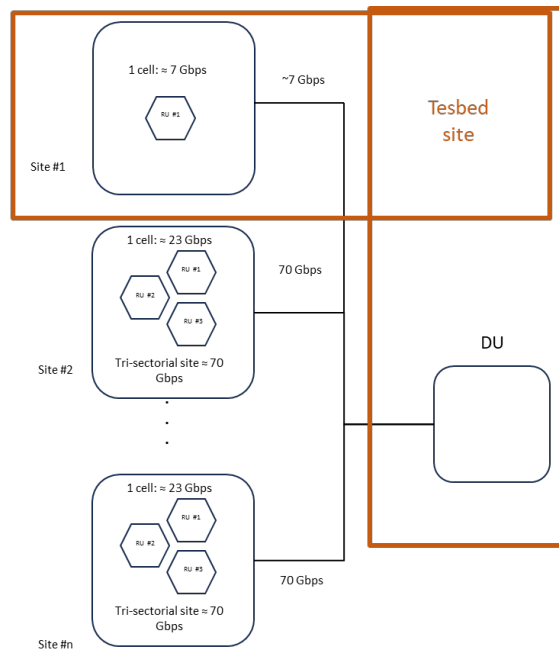 1 cell: ≈ 7 Gbps
RU #1
~7 Gbps
Tesbed
site
Site #1
1 cell: ≈ 23 Gbps
RU #1
RU #2
RU #3
70 Gbps
Tri-sectorial site ≈ 70
Gbps
Site #2
DU
1 cell: ≈ 23 Gbps
RU #1
RU #2
RU #3
70 Gbps
Tri-sectorial site ≈ 70
Gbps
Site #n